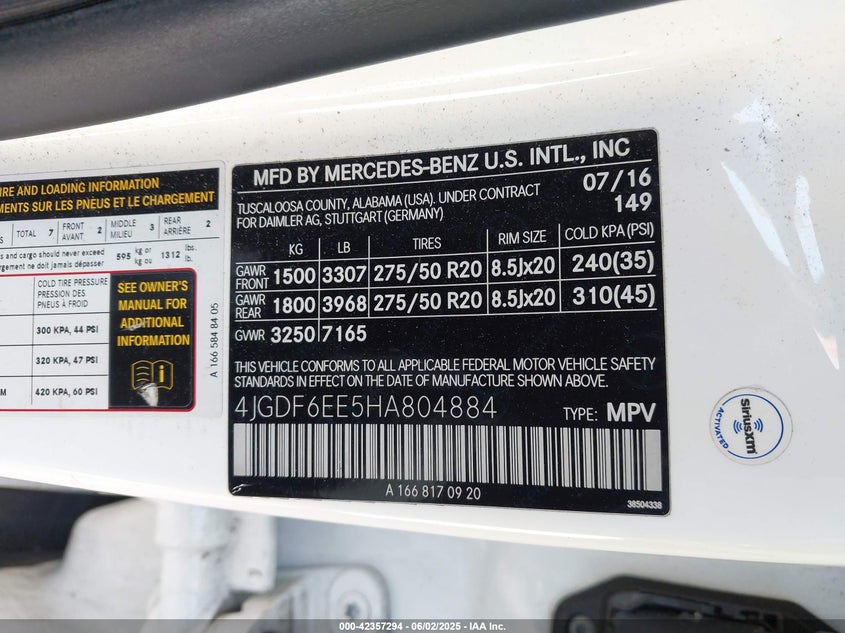 IRE AND LOADING INFORMATION
EMENTS SUR LES PNEUS ET LE CHARGEMENT
TOTAL 7 FRONT AVANT 2 MIDDLE MILIEU 3 REAR ARRIÈRE 2
s and cargo should never exceed 595 kg or kg ou 1312 lbs. lb.
rgement ne doit jamais dépasser
COLD TIRE PRESSURE
PRESSION DES
PNEUS À FROID
300 KPA, 44 PSI
320 KPA, 47 PSI
M 420 KPA, 60 PSI
SEE OWNER'S
MANUAL FOR
ADDITIONAL
INFORMATION
A 166 584 84 05
MFD BY MERCEDES-BENZ U.S. INTL., INC
TUSCALOOSA COUNTY, ALABAMA (USA). UNDER CONTRACT 07/16
FOR DAIMLER AG, STUTTGART (GERMANY) 149
KG LB TIRES RIM SIZE COLD KPA (PSI)
GAWR FRONT 1500 3307 275/50 R20 8.5Jx20 240(35)
GAWR REAR 1800 3968 275/50 R20 8.5Jx20 310(45)
GVWR 3250 7165
THIS VEHICLE CONFORMS TO ALL APPLICABLE FEDERAL MOTOR VEHICLE SAFETY
STANDARDS IN EFFECT ON THE DATE OF MANUFACTURE SHOWN ABOVE.
4JGDF6EE5HA804884 TYPE: MPV
A 166 817 09 20
38504338
SiriusXM
ACTIVATED
000-42357294 - 06/02/2025 - IAA Inc.